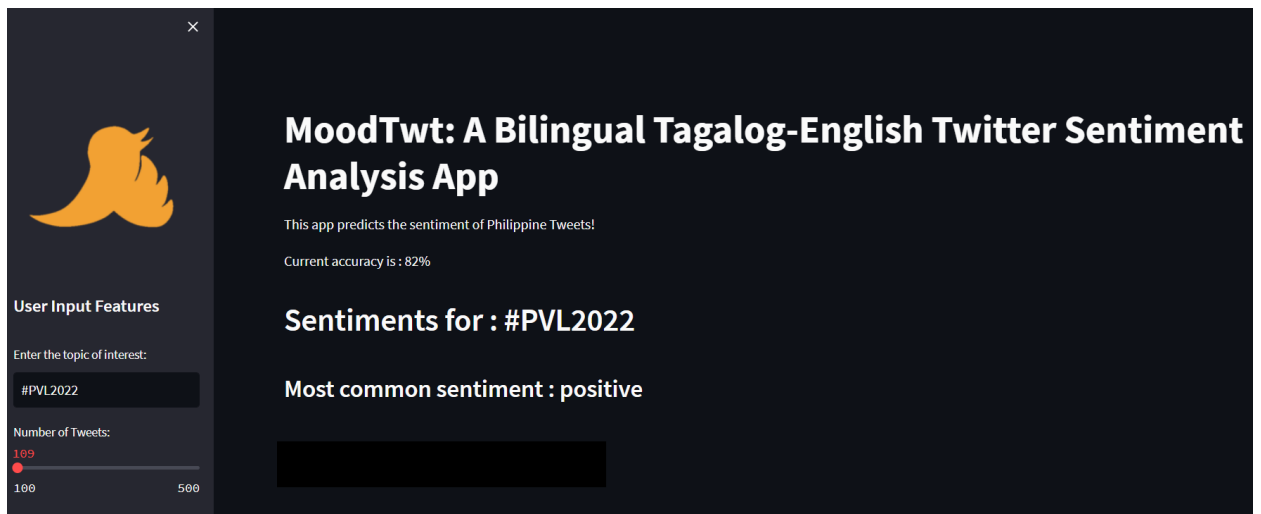 ×
User Input Features
Enter the topic of interest:
#PVL2022
Number of Tweets:
109
100 500
MoodTwt: A Bilingual Tagalog-English Twitter Sentiment
Analysis App
This app predicts the sentiment of Philippine Tweets!
Current accuracy is : 82%
Sentiments for : #PVL2022
Most common sentiment : positive